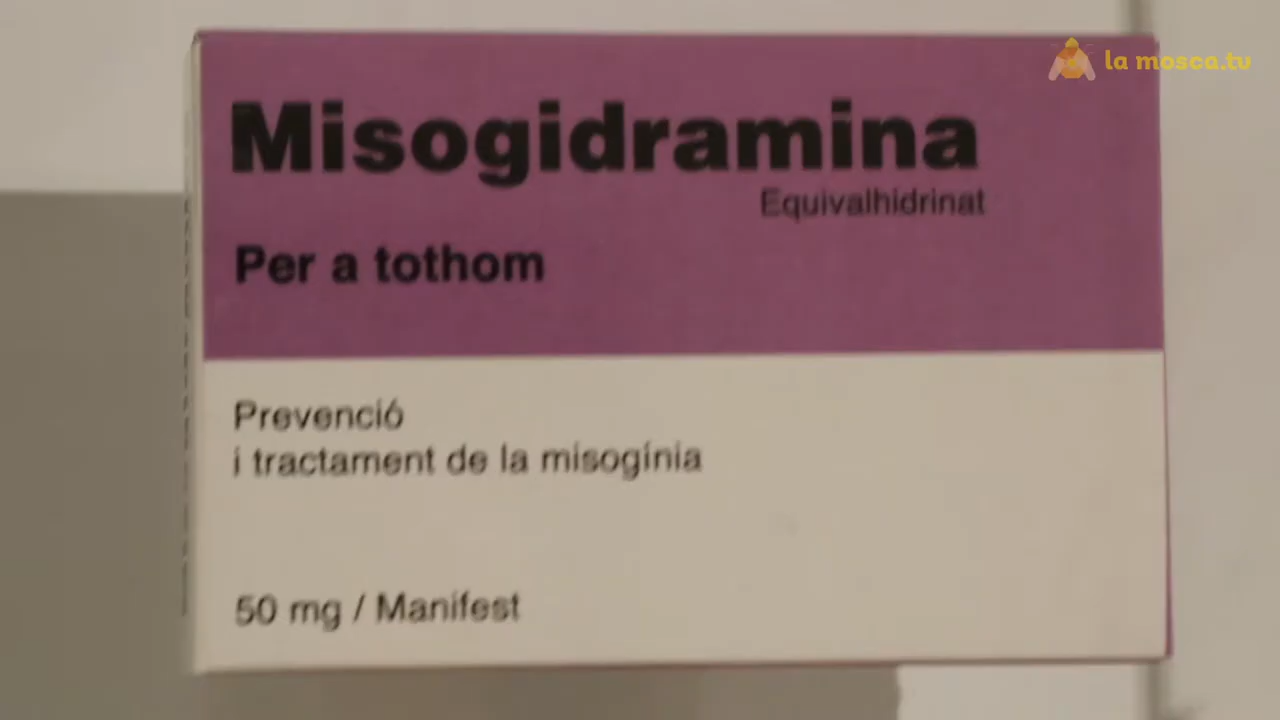 la mosca.tv
Misogidramina
Equivalhidrinat
Per a tothom
Prevenció
i tractament de la misogínia
50 mg / Manifest